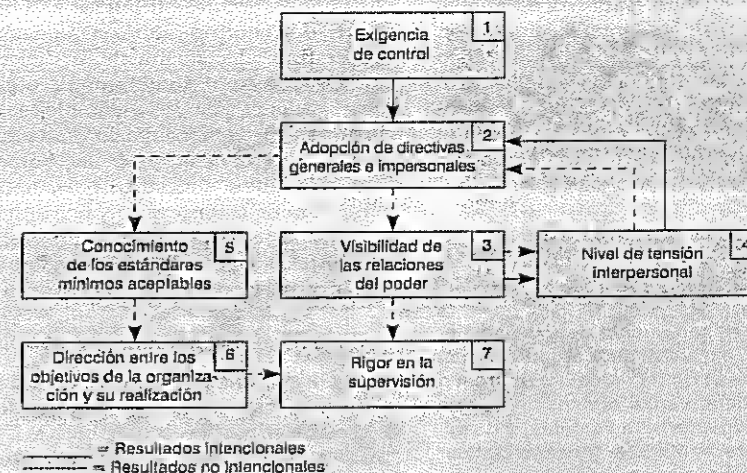 1
Exigencia
de control
2
Adopción de directivas
generales e impersonales
5
Conocimiento
de los estándares
mínimos aceptables
3
Visibilidad de
las relaciones
del poder
4
Nivel de tensión
interpersonal
6
Dirección entre los
objetivos de la organiza-
ción y su realización
7
Rigor en la
supervisión
= Resultados intencionales
= Resultados no intencionales